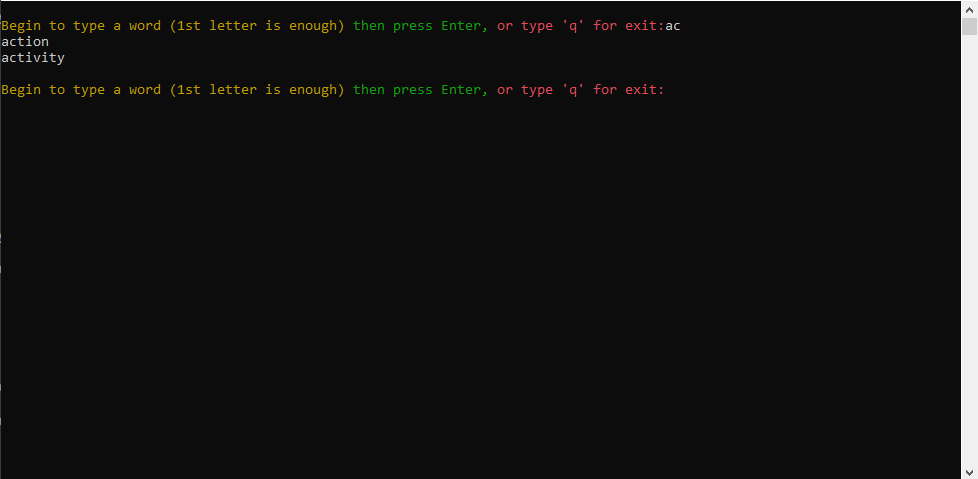 Begin to type a word (1st letter is enough) then press Enter, or type 'q' for exit:ac
action
activity
Begin to type a word (1st letter is enough) then press Enter, or type 'q' for exit: